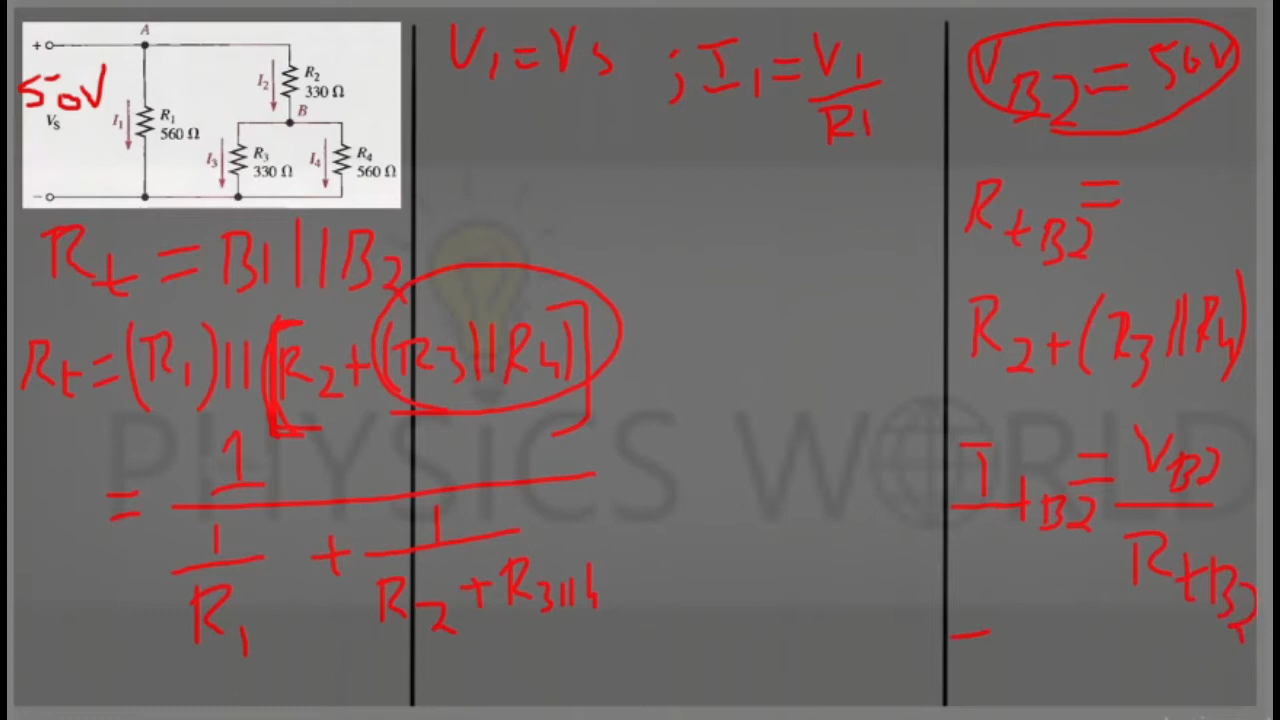 A
+
50V
Vs
I1
R1
560 Ω
I2
R2
330 Ω
B
I3
R3
330 Ω
I4
R4
560 Ω
−
Rt = B1 || B2
Rt = (R1) || [R2 + (R3 || R4)]
= 1
1 + 1
R1 R2 + R3||4
V1 = Vs ; I1 = V1
R1
VB2 = 50V
RtB2 =
R2 + (R3 || R4)
ItB2 = VB2
RtB2
PHYSICS WORLD